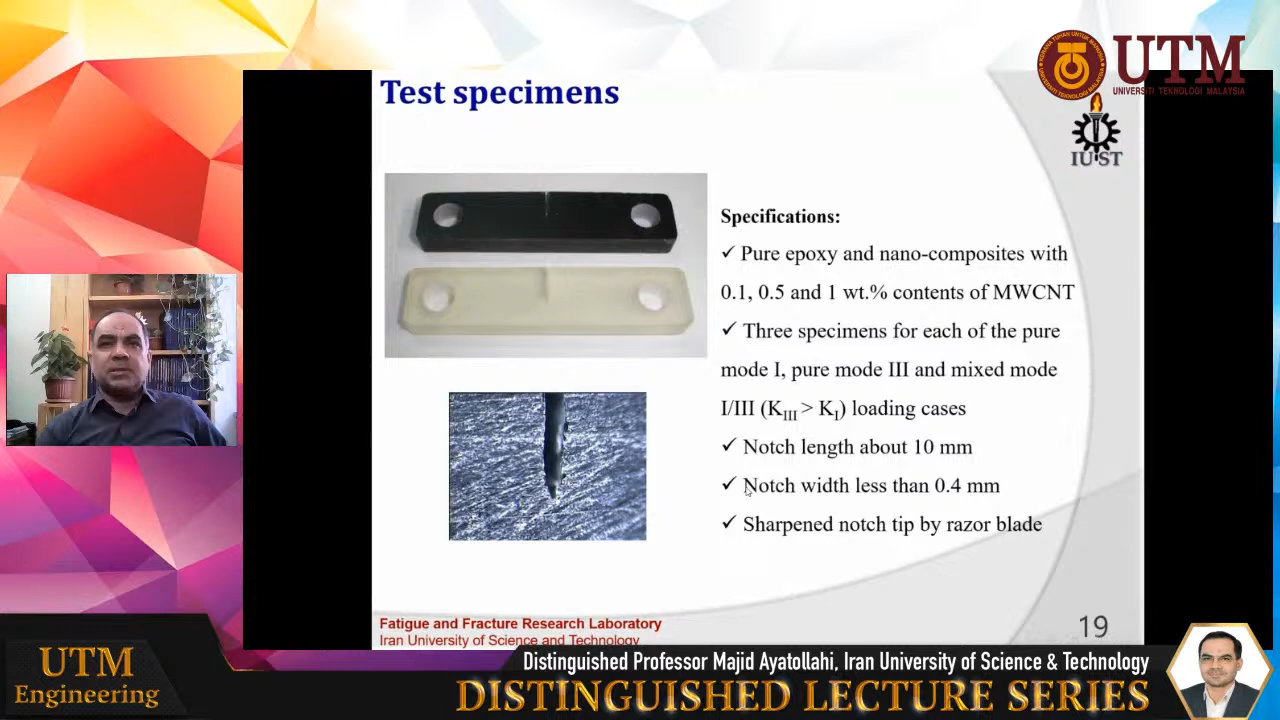 UTM
UNIVERSITI TEKNOLOGI MALAYSIA
IUST
Test specimens
Specifications:
✓ Pure epoxy and nano-composites with
0.1, 0.5 and 1 wt.% contents of MWCNT
✓ Three specimens for each of the pure
mode I, pure mode III and mixed mode
I/III (KIII > KI) loading cases
✓ Notch length about 10 mm
✓ Notch width less than 0.4 mm
✓ Sharpened notch tip by razor blade
Fatigue and Fracture Research Laboratory
Iran University of Science and Technology
19
UTM
Engineering
Distinguished Professor Majid Ayatollahi, Iran University of Science & Technology
DISTINGUISHED LECTURE SERIES